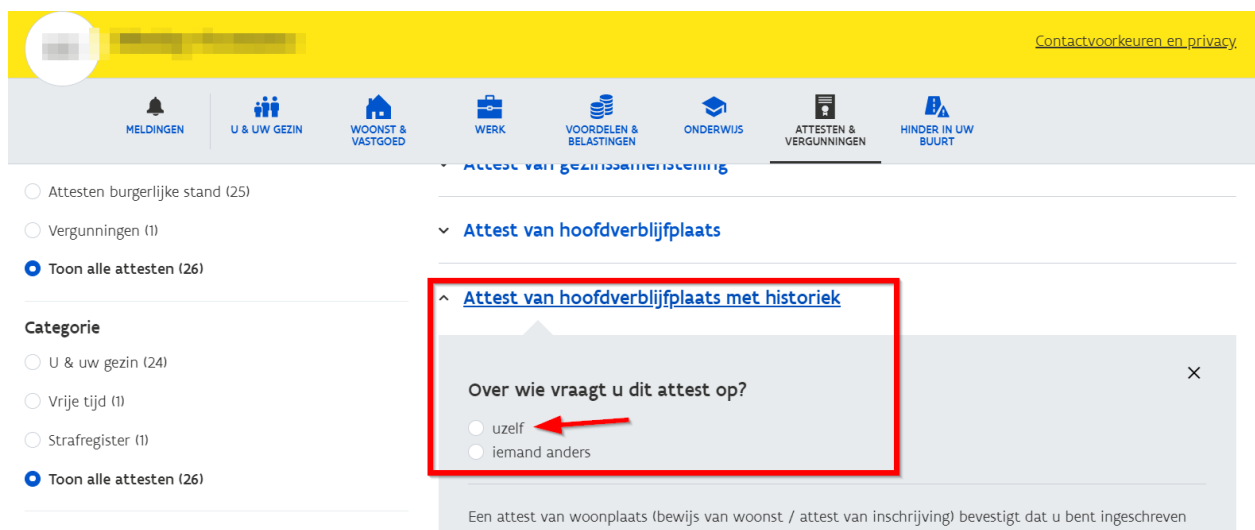 Contactvoorkeuren en privacy
MELDINGEN
U & UW GEZIN
WOONST &
VASTGOED
WERK
VOORDELEN &
BELASTINGEN
ONDERWIJS
ATTESTEN &
VERGUNNINGEN
HINDER IN UW
BUURT
Attesten burgerlijke stand (25)
Vergunningen (1)
Toon alle attesten (26)
Categorie
U & uw gezin (24)
Vrije tijd (1)
Strafregister (1)
Toon alle attesten (26)
Attest van gezinssamenstelling
Attest van hoofdverblijfplaats
Attest van hoofdverblijfplaats met historiek
Over wie vraagt u dit attest op?
uzelf
iemand anders
Een attest van woonplaats (bewijs van woonst / attest van inschrijving) bevestigt dat u bent ingeschreven